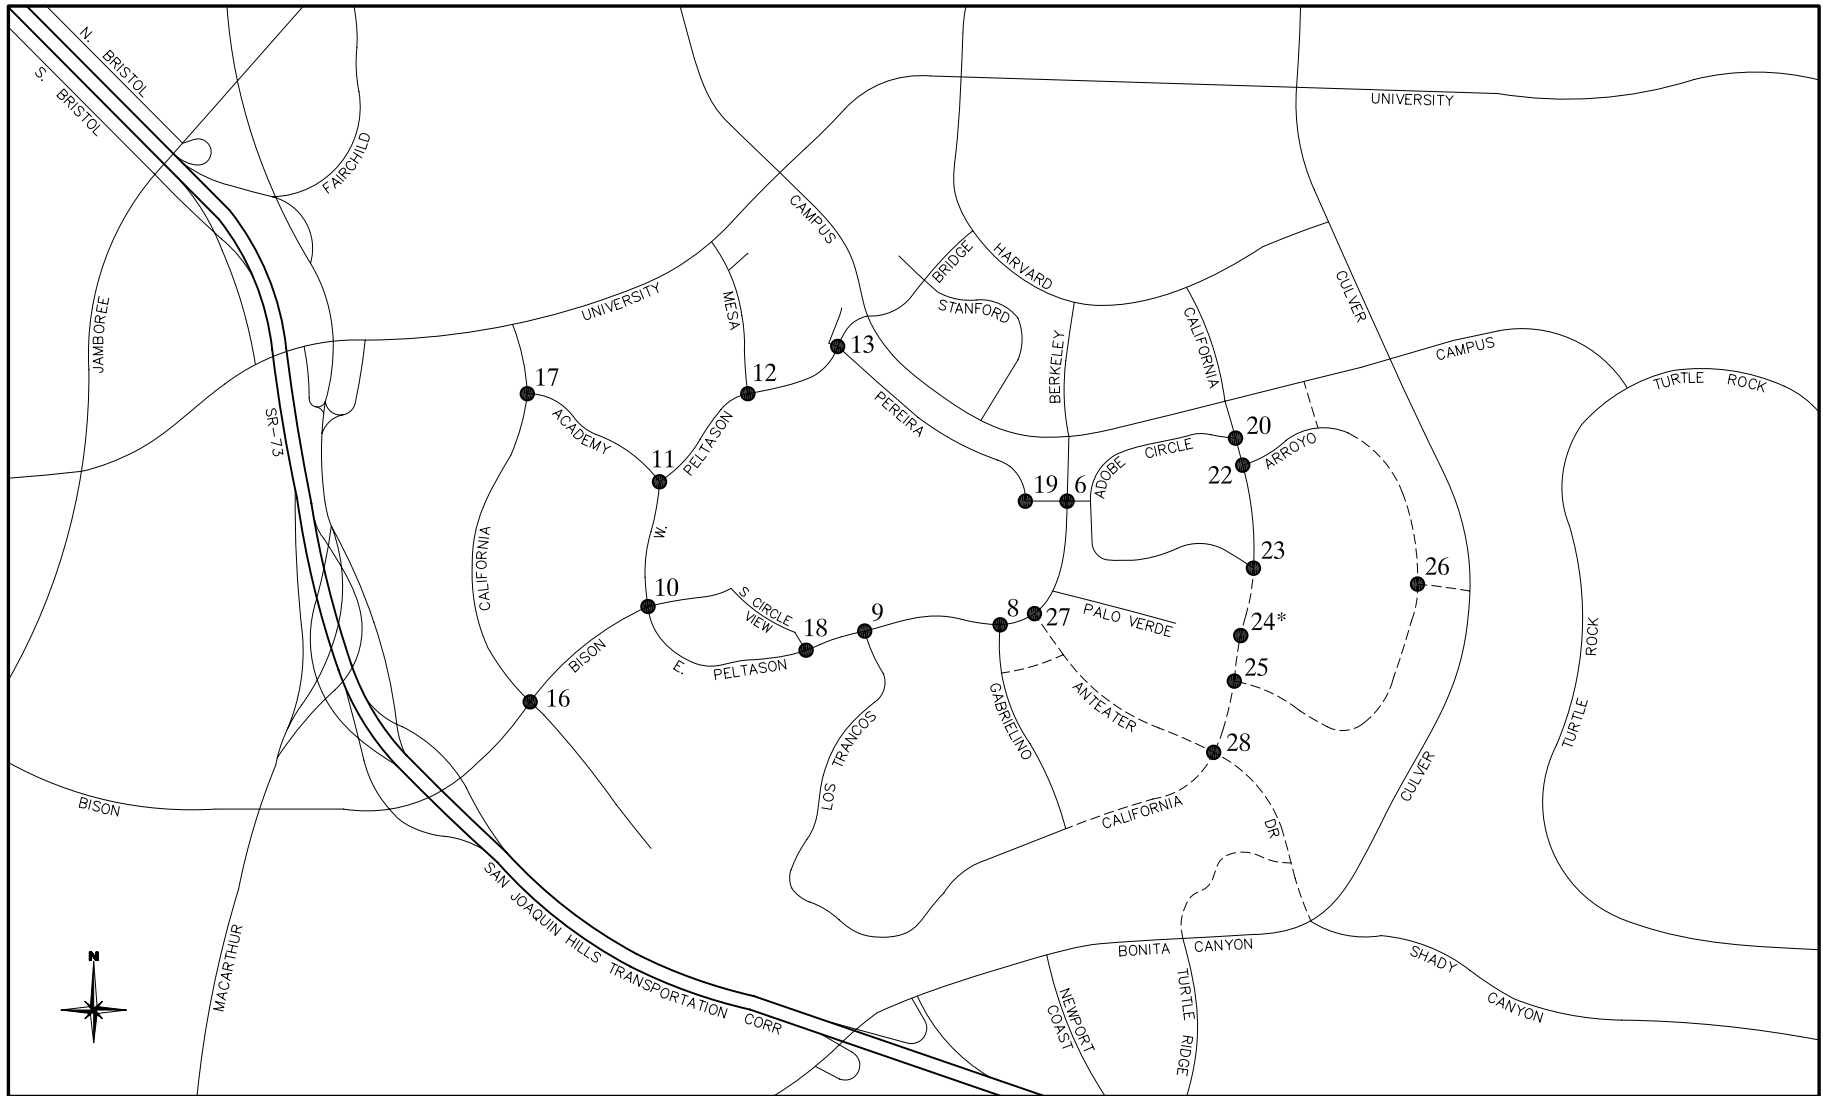 N. BRISTOL
S. BRISTOL
FAIRCHILD
UNIVERSITY
CAMPUS
BRIDGE
HARVARD
STANFORD
CULVER
JAMBOREE
UNIVERSITY
MESA
BERKELEY
CALIFORNIA
CAMPUS
TURTLE ROCK
13
12
17
SR-73
ACADEMY
PELTASON
PEREIRA
11
20
ARROYO
22
ADOBE CIRCLE
19
6
W.
CALIFORNIA
23
26
10
S CIRCLE
VIEW
18
9
8
27
PALO VERDE
24*
25
BISON
E. PELTASON
16
GABRIELINO
ANTEATER
28
LOS TRANCOS
TURTLE ROCK
CULVER
BISON
CALIFORNIA
DR
SAN JOAQUIN HILLS TRANSPORTATION CORR
MACARTHUR
N
BONITA CANYON
SHADY CANYON
NEWPORT
COAST
TURTLE RIDGE